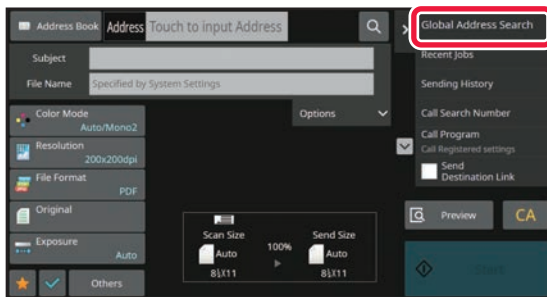 Address Book Address Touch to input Address
Subject
File Name Specified by System Settings
Color Mode
Auto/Mono2
Resolution
200x200dpi
File Format
PDF
Original
Exposure
Auto
Others
Options
Scan Size
Auto
8½X11
100%
Send Size
Auto
8½X11
Global Address Search
Recent Jobs
Sending History
Call Search Number
Call Program
Call Registered settings
Send
Destination Link
Preview
CA
Start